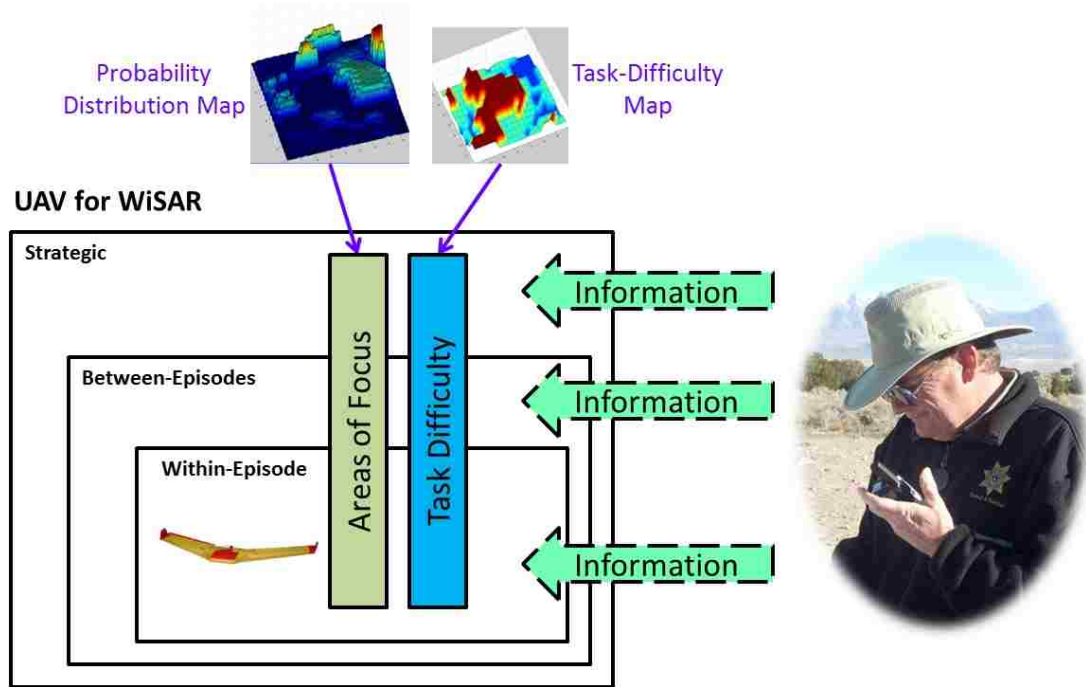 Probability
Distribution Map
Task-Difficulty
Map
UAV for WiSAR
Strategic
Information
Between-Episodes
Information
Within-Episode
Information
Areas of Focus
Task Difficulty